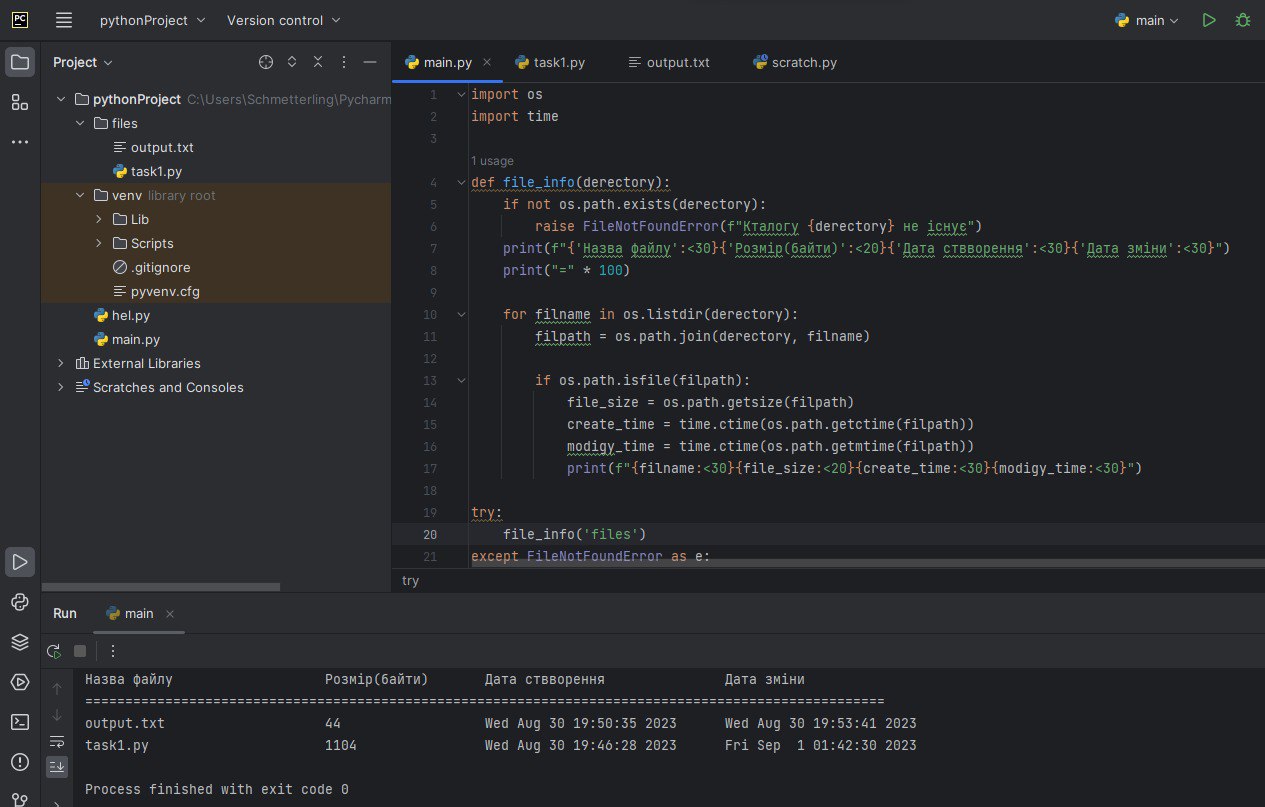 PC pythonProject Version control main
Project
main.py task1.py output.txt scratch.py
pythonProject C:\Users\Schmetterling\Pycharm
files
output.txt
task1.py
venv library root
Lib
Scripts
.gitignore
pyvenv.cfg
hel.py
main.py
External Libraries
Scratches and Consoles
1 import os
2 import time
3
1 usage
4 def file_info(derectory):
5 if not os.path.exists(derectory):
6 raise FileNotFoundError(f"Кталогу {derectory} не існує")
7 print(f"{'Назва файлу':<30}{'Розмір(байти)':<20}{'Дата ствворення':<30}{'Дата зміни':<30}")
8 print("=" * 100)
9
10 for filname in os.listdir(derectory):
11 filpath = os.path.join(derectory, filname)
12
13 if os.path.isfile(filpath):
14 file_size = os.path.getsize(filpath)
15 create_time = time.ctime(os.path.getctime(filpath))
16 modigy_time = time.ctime(os.path.getmtime(filpath))
17 print(f"{filname:<30}{file_size:<20}{create_time:<30}{modigy_time:<30}")
18
19 try:
20 file_info('files')
21 except FileNotFoundError as e:
try
Run main
Назва файлу Розмір(байти) Дата ствворення Дата зміни
====================================================================================================
output.txt 44 Wed Aug 30 19:50:35 2023 Wed Aug 30 19:53:41 2023
task1.py 1104 Wed Aug 30 19:46:28 2023 Fri Sep  1 01:42:30 2023
Process finished with exit code 0